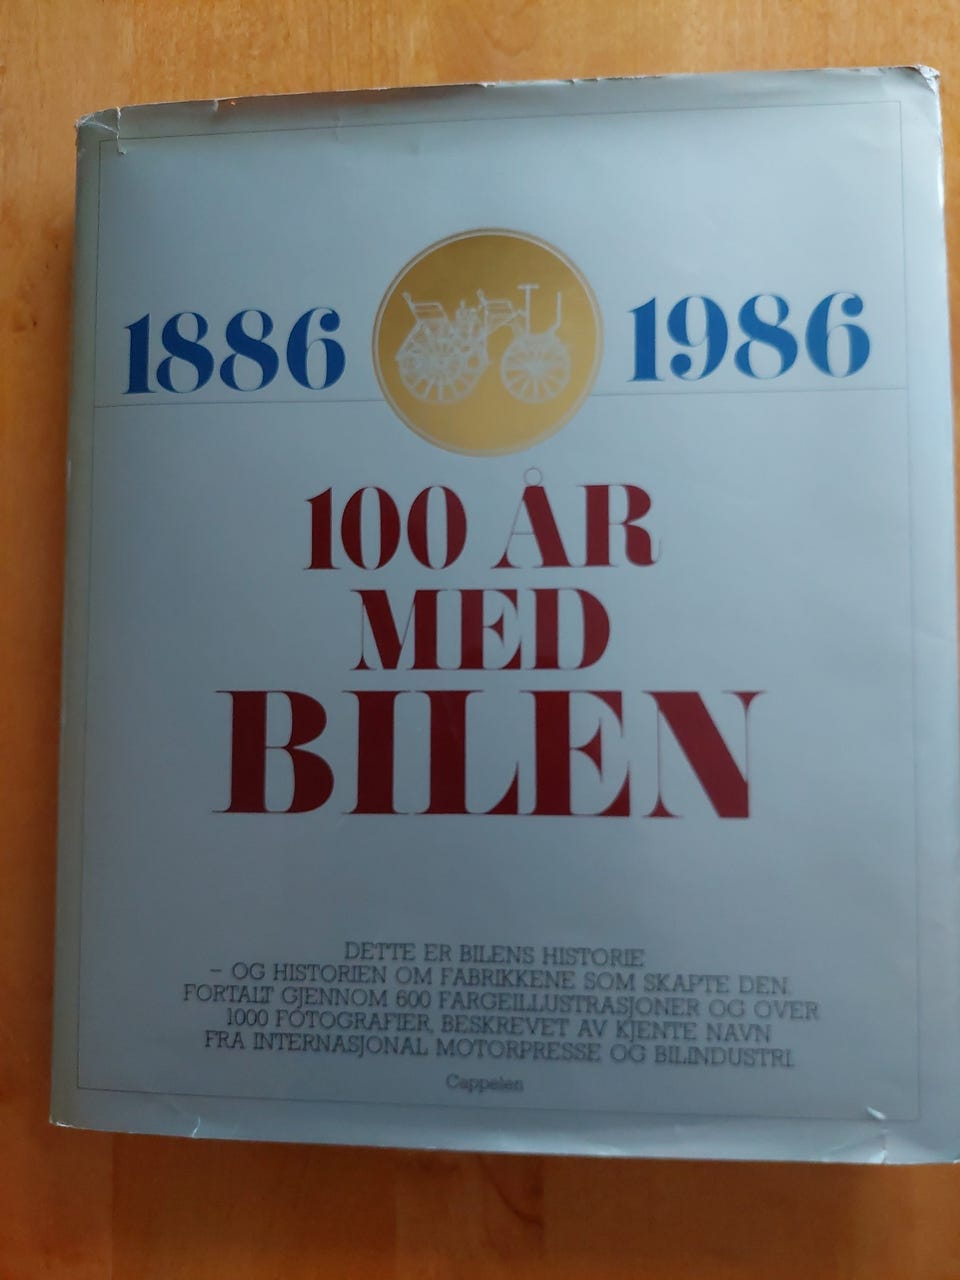 1886 1986
100 ÅR
MED
BILEN
DETTE ER BILENS HISTORIE
– OG HISTORIEN OM FABRIKKENE SOM SKAPTE DEN.
FORTALT GJENNOM 600 FARGEILLUSTRASJONER OG OVER
1000 FOTOGRAFIER, BESKREVET AV KJENTE NAVN
FRA INTERNASJONAL MOTORPRESSE OG BILINDUSTRI.
Cappelen